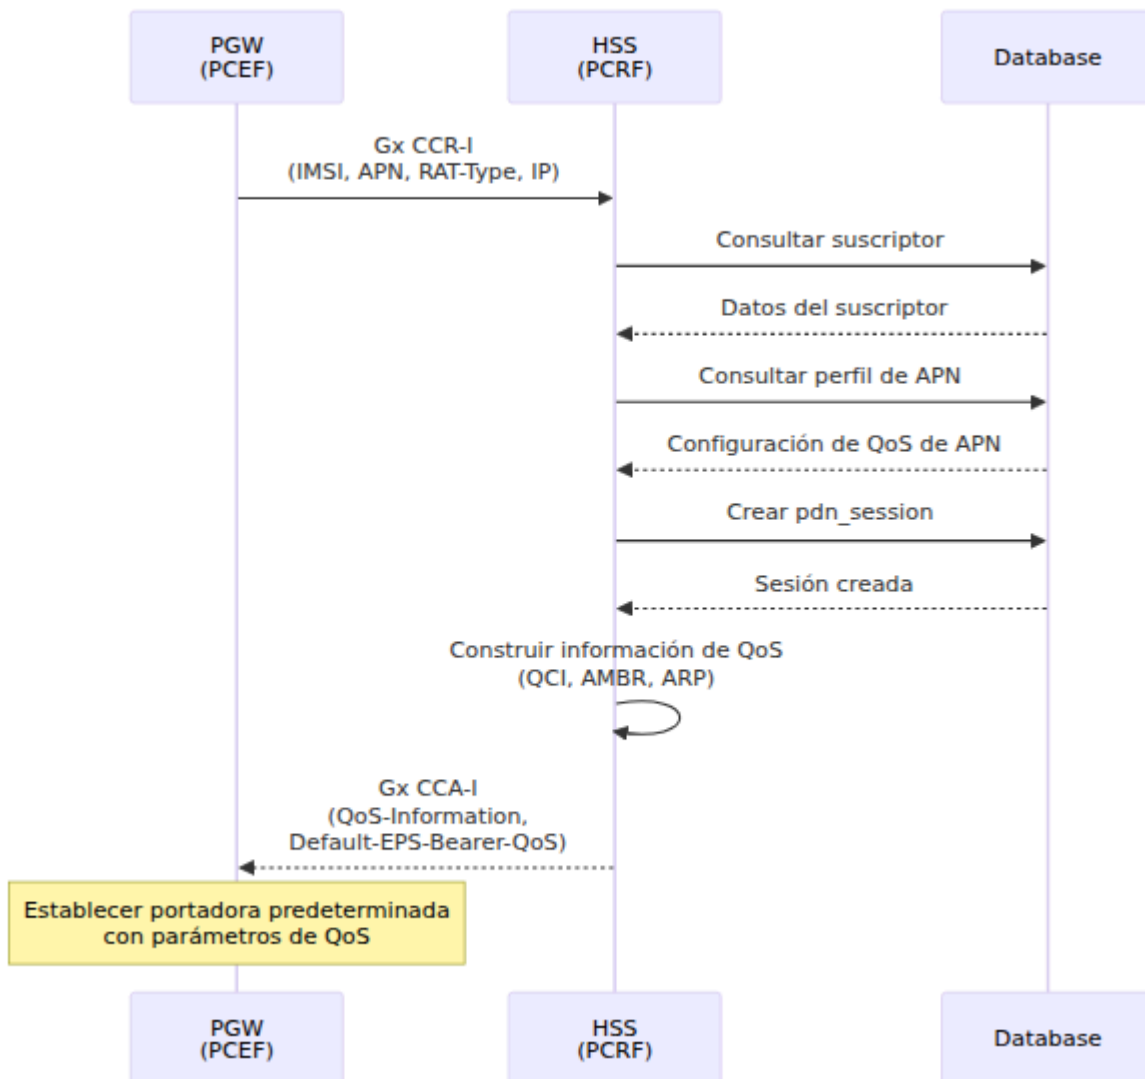 PGW
(PCEF)
HSS
(PCRF)
Database
Gx CCR-I
(IMSI, APN, RAT-Type, IP)
Consultar suscriptor
Datos del suscriptor
Consultar perfil de APN
Configuración de QoS de APN
Crear pdn_session
Sesión creada
Construir información de QoS
(QCI, AMBR, ARP)
Gx CCA-I
(QoS-Information,
Default-EPS-Bearer-QoS)
Establecer portadora predeterminada
con parámetros de QoS
PGW
(PCEF)
HSS
(PCRF)
Database